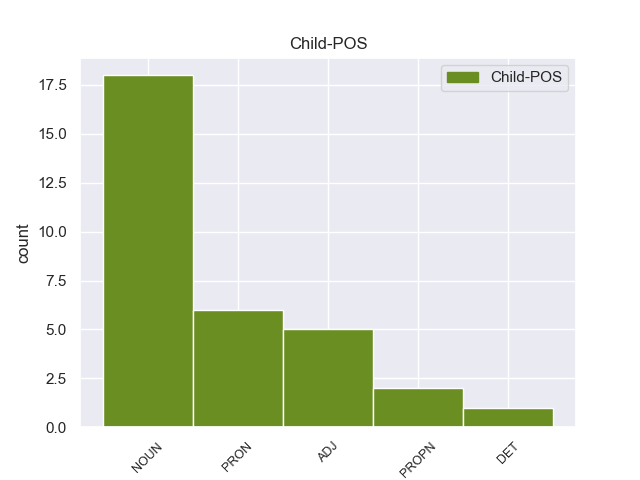 Child-POS
Child-POS
17.5
15.0
12.5
10.0
7.5
5.0
2.5
0.0
count
NOUN
PRON
ADJ
PROPN
DET